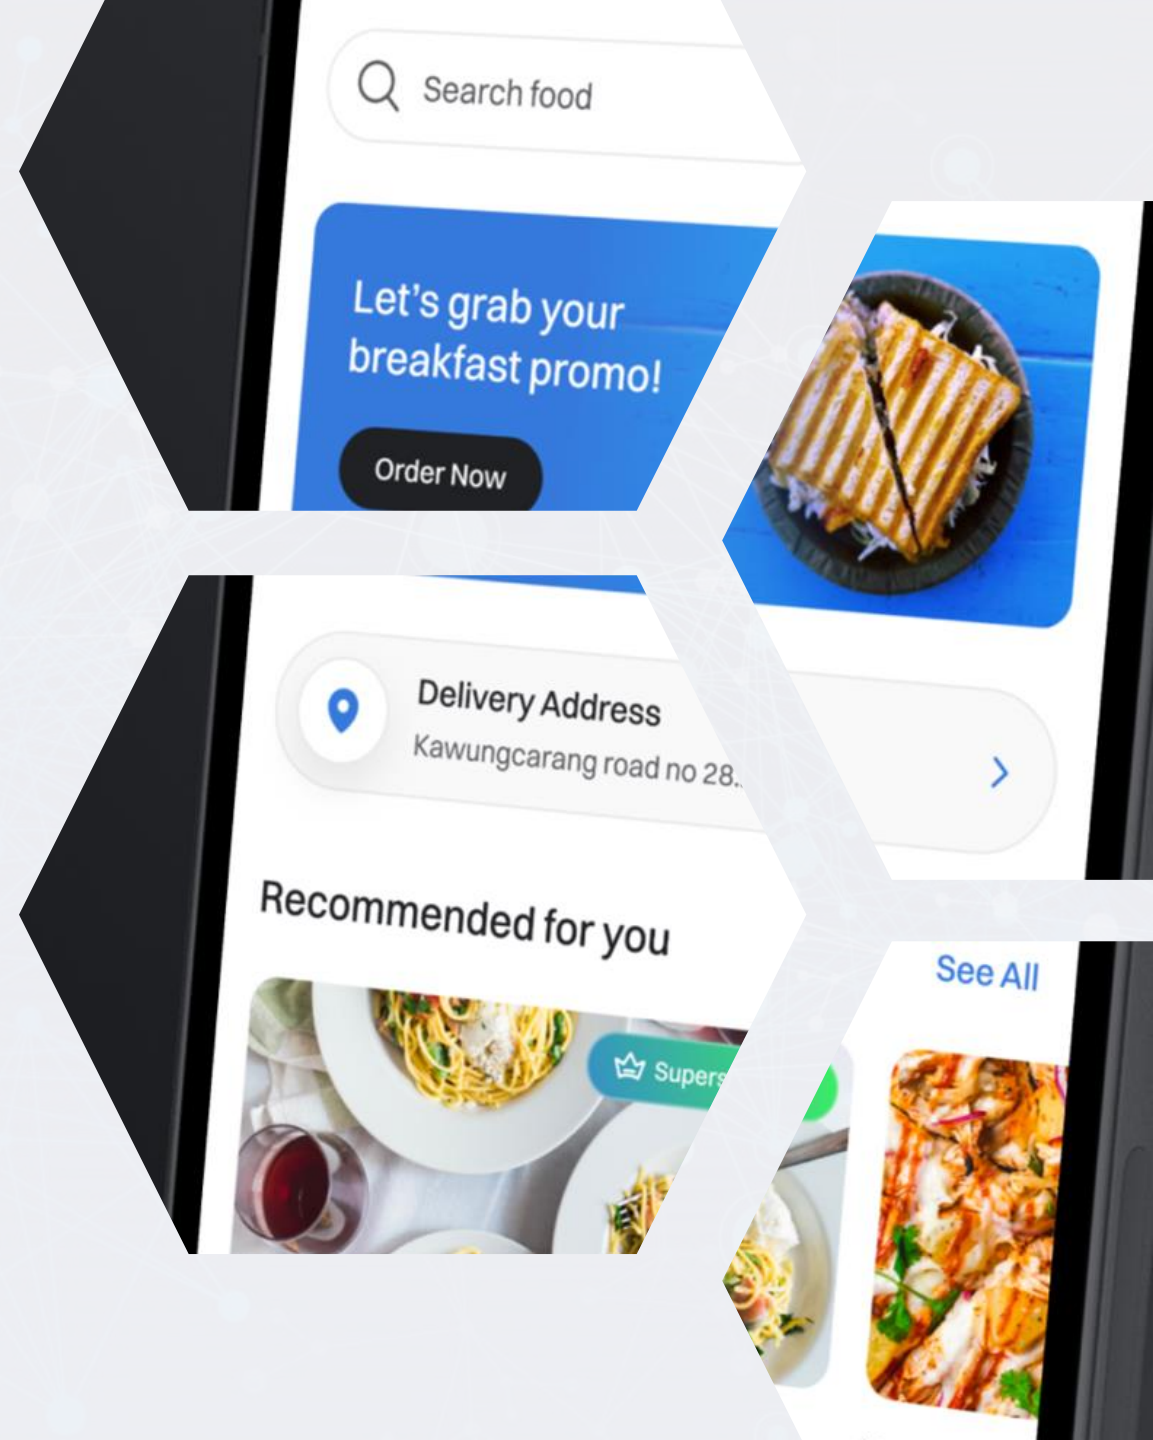 Search food
Let's grab your
breakfast promo!
Order Now
Delivery Address
Kawungcarang road no 28..
Recommended for you
See All